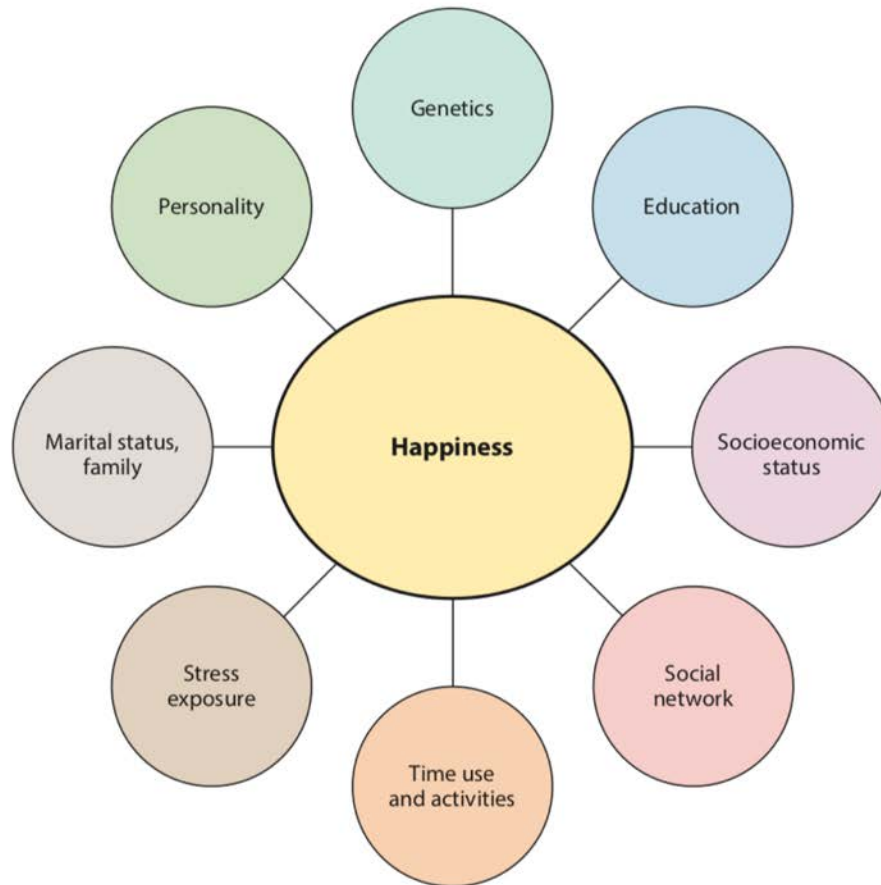 Genetics
Education
Socioeconomic
status
Social
network
Time use
and activities
Stress
exposure
Marital status,
family
Personality
Happiness